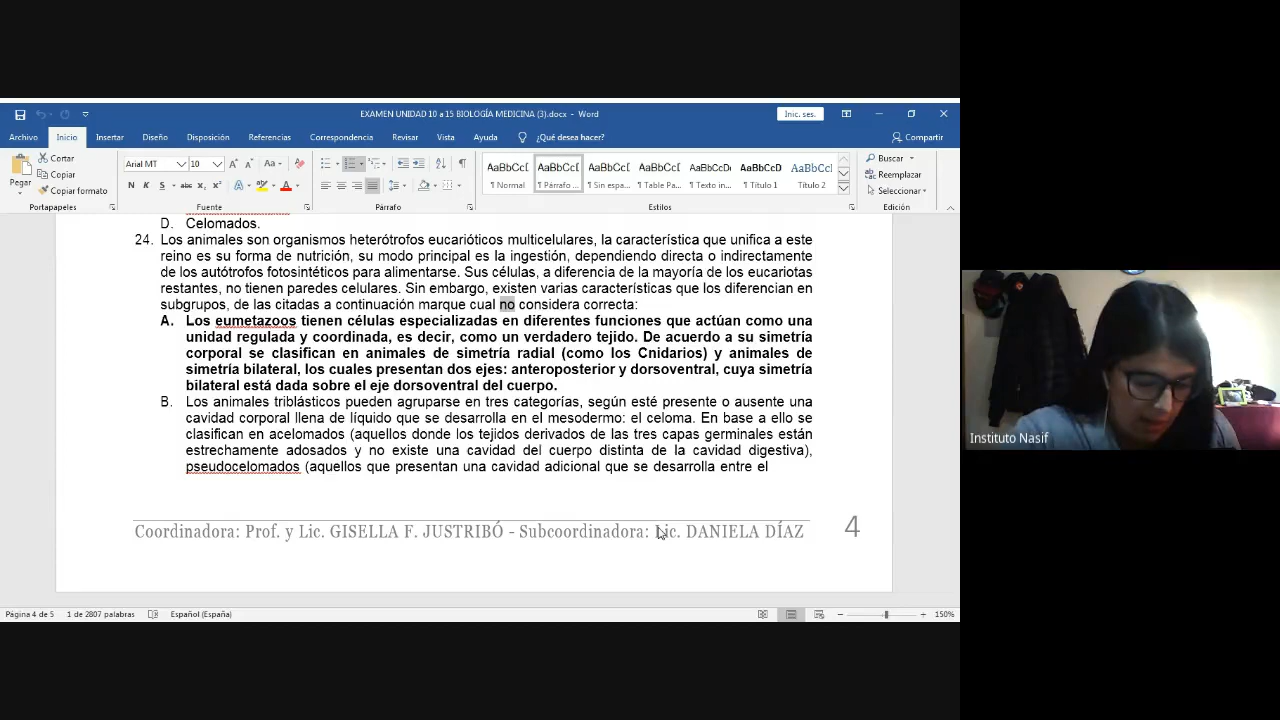 EXAMEN UNIDAD 10 a 15 BIOLOGÍA MEDICINA (3).docx - Word
Inic. ses.
Archivo Inicio Insertar Diseño Disposición Referencias Correspondencia Revisar Vista Ayuda ¿Qué desea hacer? Compartir
Pegar
Cortar
Copiar
Copiar formato
Arial MT 10
N K S abc x₂ x²
AaBbCcI AaBbCcI AaBbCcI AaBbCcI AaBbCcD AaBbCcD AaBbCcI
¶ Normal ¶ Párrafo ... ¶ Sin espa... ¶ Table Pa... ¶ Texto in... ¶ Título 1 Título 2
Buscar
Reemplazar
Seleccionar
Portapapeles Fuente Párrafo Estilos Edición
D. Celomados.
24. Los animales son organismos heterótrofos eucarióticos multicelulares, la característica que unifica a este
reino es su forma de nutrición, su modo principal es la ingestión, dependiendo directa o indirectamente
de los autótrofos fotosintéticos para alimentarse. Sus células, a diferencia de la mayoría de los eucariotas
restantes, no tienen paredes celulares. Sin embargo, existen varias características que los diferencian en
subgrupos, de las citadas a continuación marque cual no considera correcta:
A. Los eumetazoos tienen células especializadas en diferentes funciones que actúan como una
unidad regulada y coordinada, es decir, como un verdadero tejido. De acuerdo a su simetría
corporal se clasifican en animales de simetría radial (como los Cnidarios) y animales de
simetría bilateral, los cuales presentan dos ejes: anteroposterior y dorsoventral, cuya simetría
bilateral está dada sobre el eje dorsoventral del cuerpo.
B. Los animales triblásticos pueden agruparse en tres categorías, según esté presente o ausente una
cavidad corporal llena de líquido que se desarrolla en el mesodermo: el celoma. En base a ello se
clasifican en acelomados (aquellos donde los tejidos derivados de las tres capas germinales están
estrechamente adosados y no existe una cavidad del cuerpo distinta de la cavidad digestiva),
pseudocelomados (aquellos que presentan una cavidad adicional que se desarrolla entre el
Coordinadora: Prof. y Lic. GISELLA F. JUSTRIBÓ - Subcoordinadora: Lic. DANIELA DÍAZ 4
Página 4 de 5 1 de 2807 palabras Español (España) 150%
Instituto Nasif